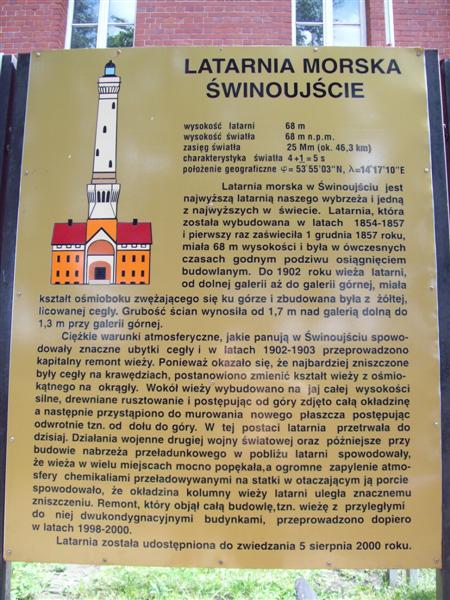 LATARNIA MORSKA
ŚWINOUJŚCIE
wysokość latarni 68 m
wysokość światła 68 m n.p.m.
zasięg światła 25 Mm (ok. 46,3 km)
charakterystyka światła 4+1=5 s
położenie geograficzne φ= 53°55'03"N, λ=14°17'10"E
Latarnia morska w Świnoujściu jest
najwyższą latarnią naszego wybrzeża i jedną
z najwyższych w świecie. Latarnia, która
została wybudowana w latach 1854-1857
i pierwszy raz zaświeciła 1 grudnia 1857 roku,
miała 68 m wysokości i była w ówczesnych
czasach godnym podziwu osiągnięciem
budowlanym. Do 1902 roku wieża latarni,
od dolnej galerii aż do galerii górnej, miała
kształt ośmioboku zwężającego się ku górze i zbudowana była z żółtej,
licowanej cegły. Grubość ścian wynosiła od 1,7 m nad galerią dolną do
1,3 m przy galerii górnej.
Ciężkie warunki atmosferyczne, jakie panują w Świnoujściu spowo-
dowały znaczne ubytki cegły i w latach 1902-1903 przeprowadzono
kapitalny remont wieży. Ponieważ okazało się, że najbardziej zniszczone
były cegły na krawędziach, postanowiono zmienić kształt wieży z ośmio-
kątnego na okrągły. Wokół wieży wybudowano na jaj całej wysokości
silne, drewniane rusztowanie i postępując od góry zdjęto całą okładzinę
a następnie przystąpiono do murowania nowego płaszcza postępując
odwrotnie tzn. od dołu do góry. W tej postaci latarnia przetrwała do
dzisiaj. Działania wojenne drugiej wojny światowej oraz późniejsze przy
budowie nabrzeża przeładunkowego w pobliżu latarni spowodowały,
że wieża w wielu miejscach mocno popękała,a ogromne zapylenie atmo-
sfery chemikaliami przeładowywanymi na statki w otaczającym ją porcie
spowodowało, że okładzina kolumny wieży latarni uległa znacznemu
zniszczeniu. Remont, który objął całą budowlę,tzn. wieżę z przyległymi
do niej dwukondygnacyjnymi budynkami, przeprowadzono dopiero
w latach 1998-2000.
Latarnia została udostępniona do zwiedzania 5 sierpnia 2000 roku.